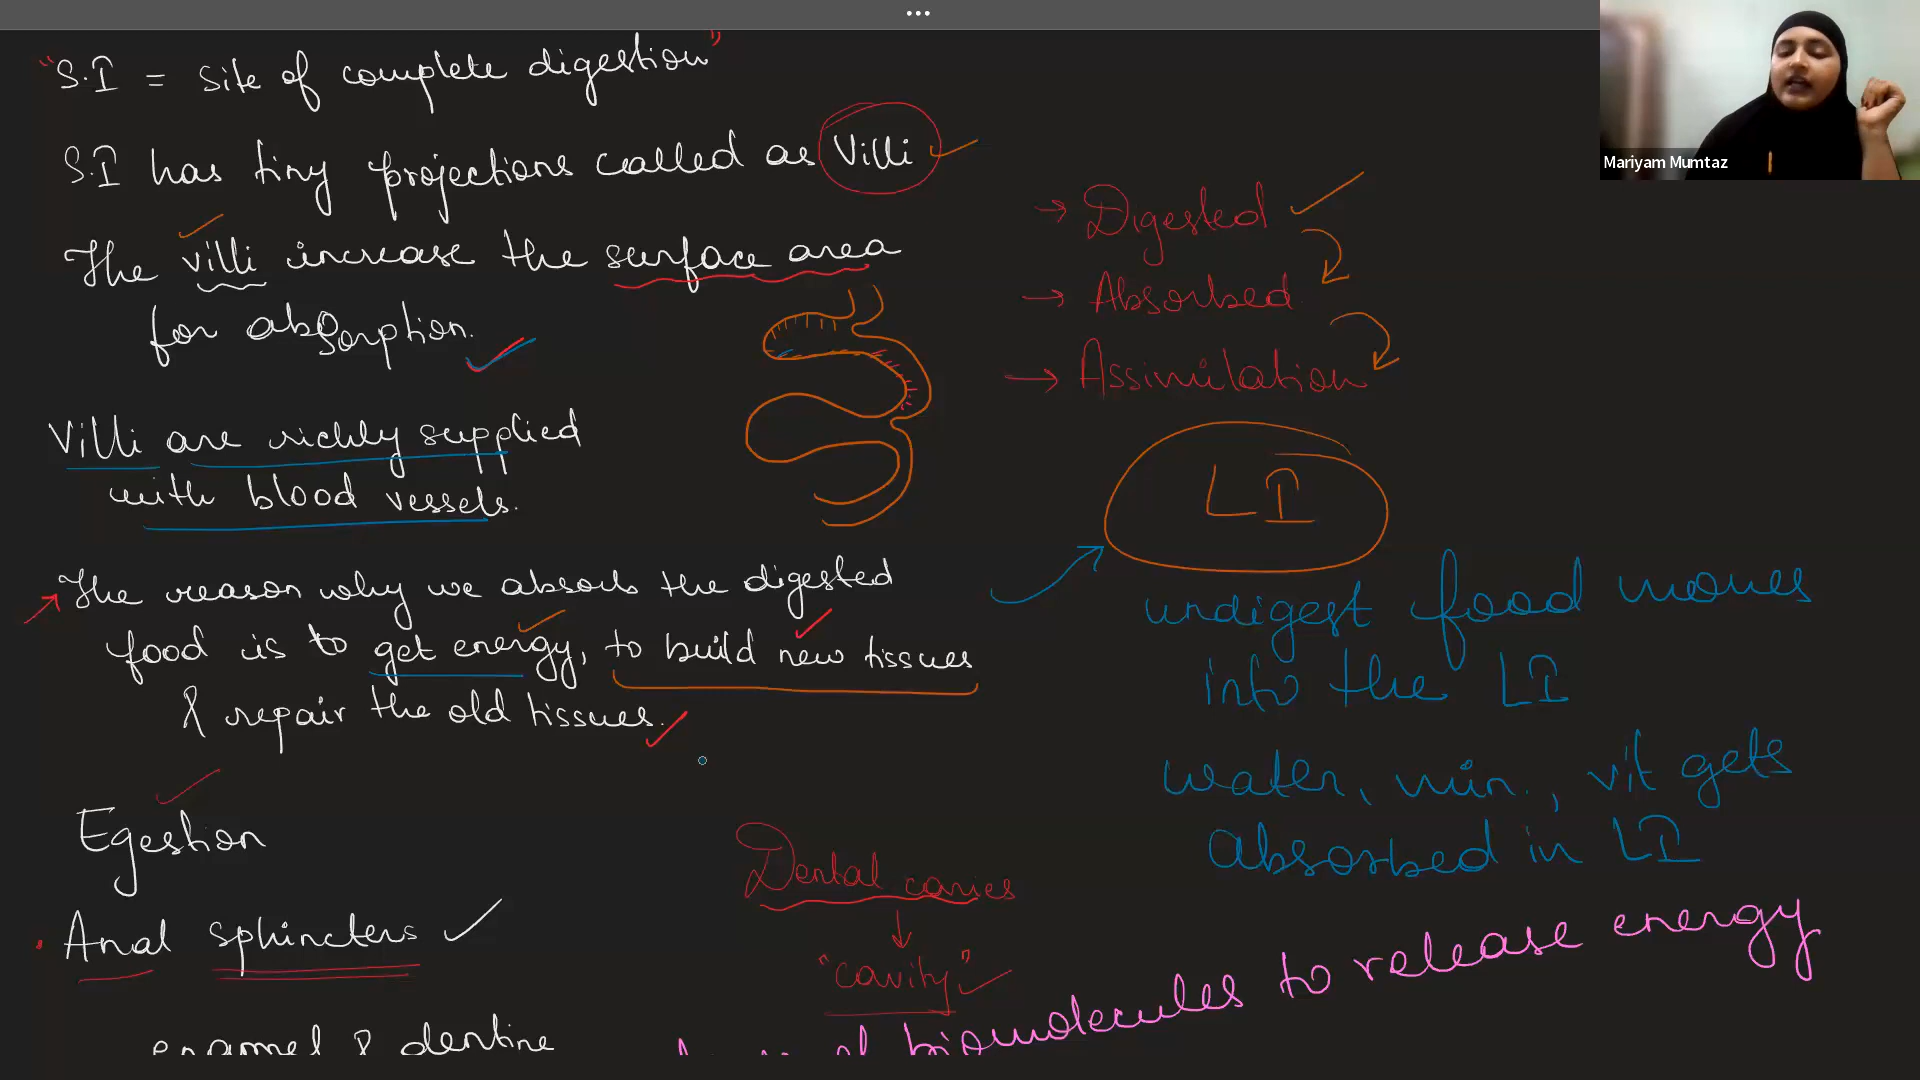 "S.I = Site of complete digestion"
S.I has tiny projections called as Villi
The villi increase the surface area
for absorption.
Villi are richly supplied
with blood vessels.
The reason why we absorb the digested
food is to get energy, to build new tissues
& repair the old tissues.
Egestion
Anal sphincters
enamel & dentine
→ Digested
→ Absorbed
→ Assimilation
LI
undigest food moves
into the LI
water, min., vit gets
absorbed in LI
Dental caries
"cavity"
biomolecules to release energy
Mariyam Mumtaz